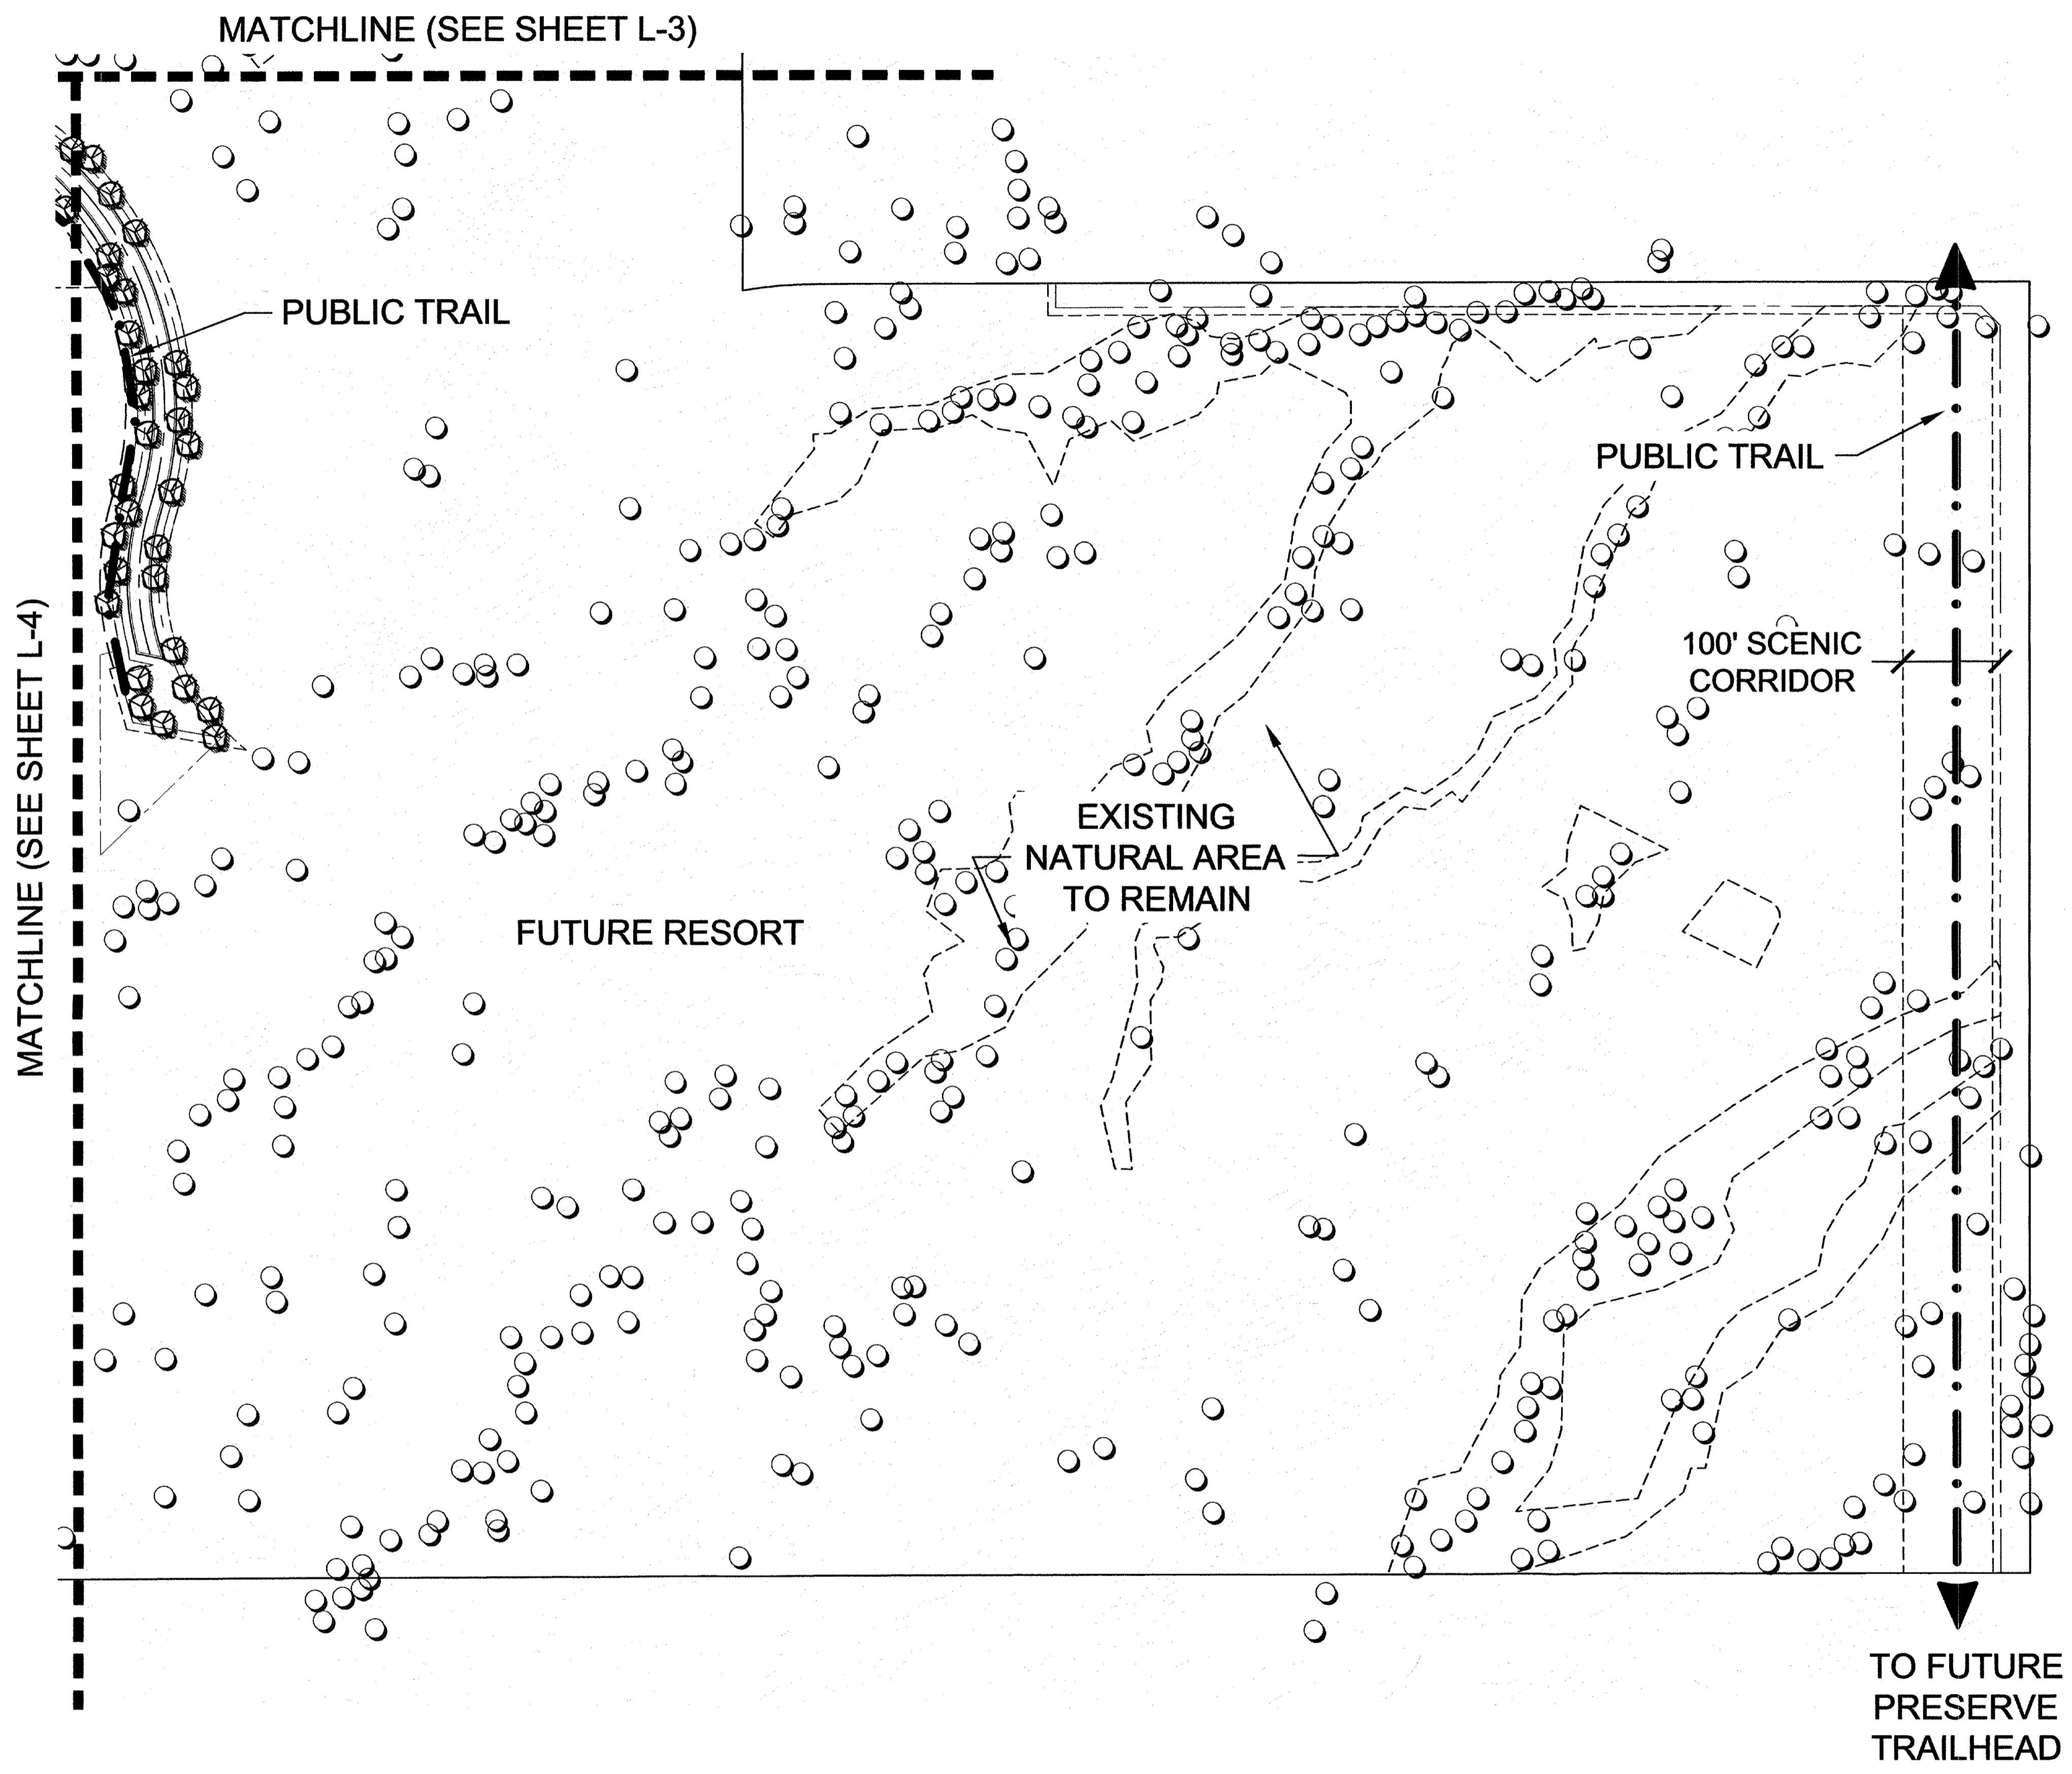 MATCHLINE (SEE SHEET L-3)
PUBLIC TRAIL
PUBLIC TRAIL
MATCHLINE (SEE SHEET L-4)
100' SCENIC
CORRIDOR
EXISTING
NATURAL AREA
TO REMAIN
FUTURE RESORT
TO FUTURE
PRESERVE
TRAILHEAD